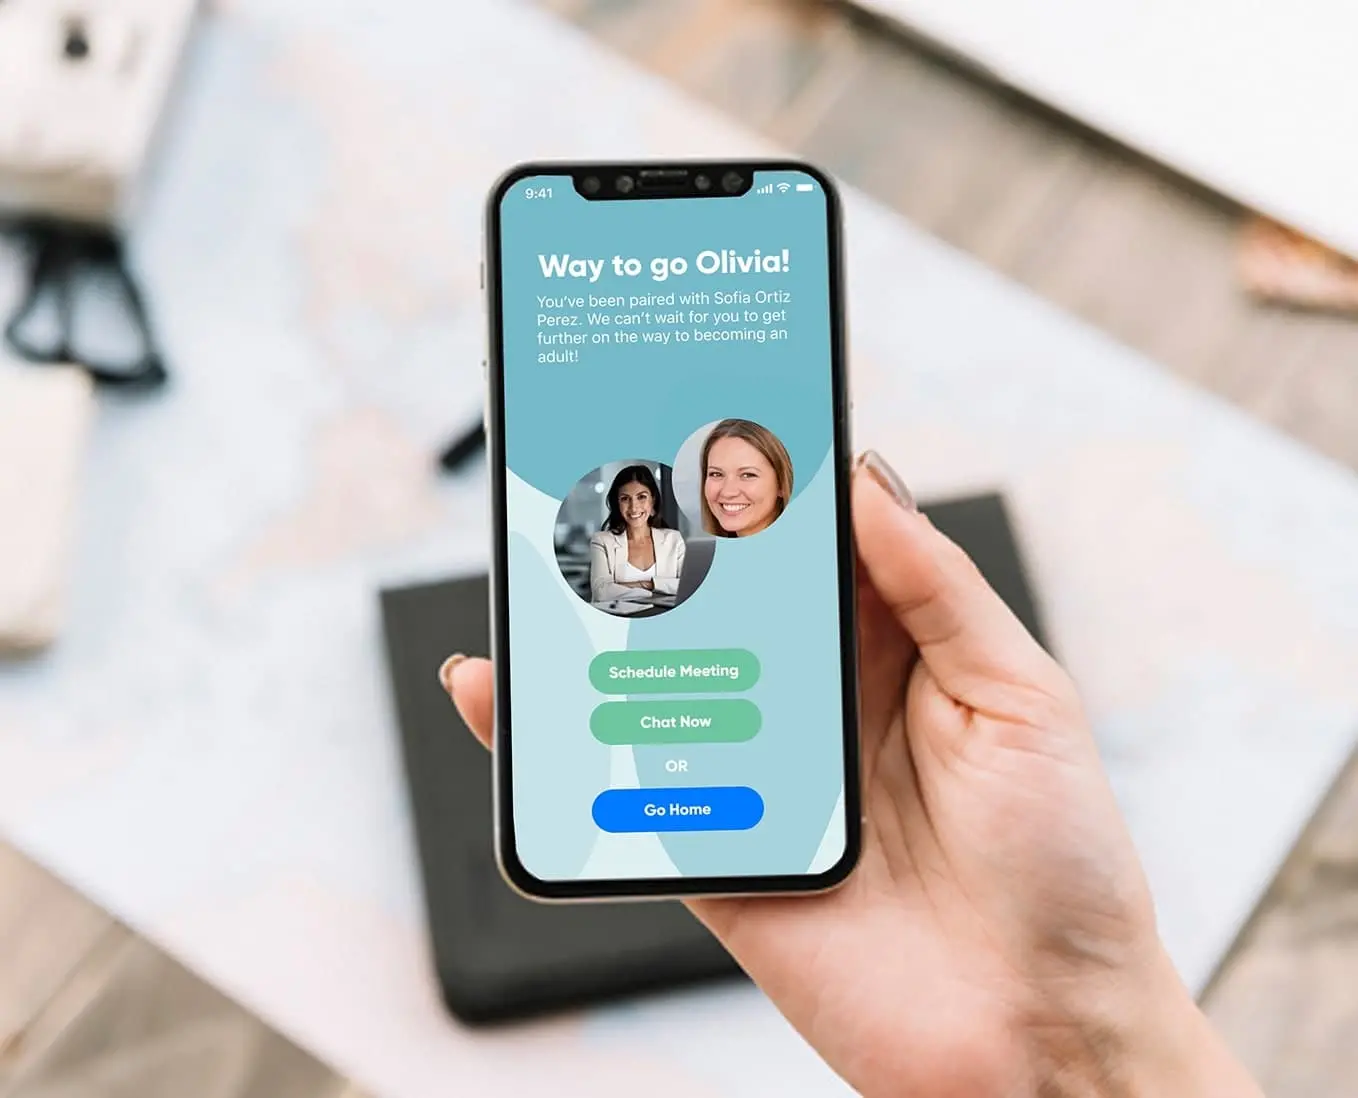 9:41
Way to go Olivia!
You’ve been paired with Sofia Ortiz
Perez. We can’t wait for you to get
further on the way to becoming an
adult!
Schedule Meeting
Chat Now
OR
Go Home